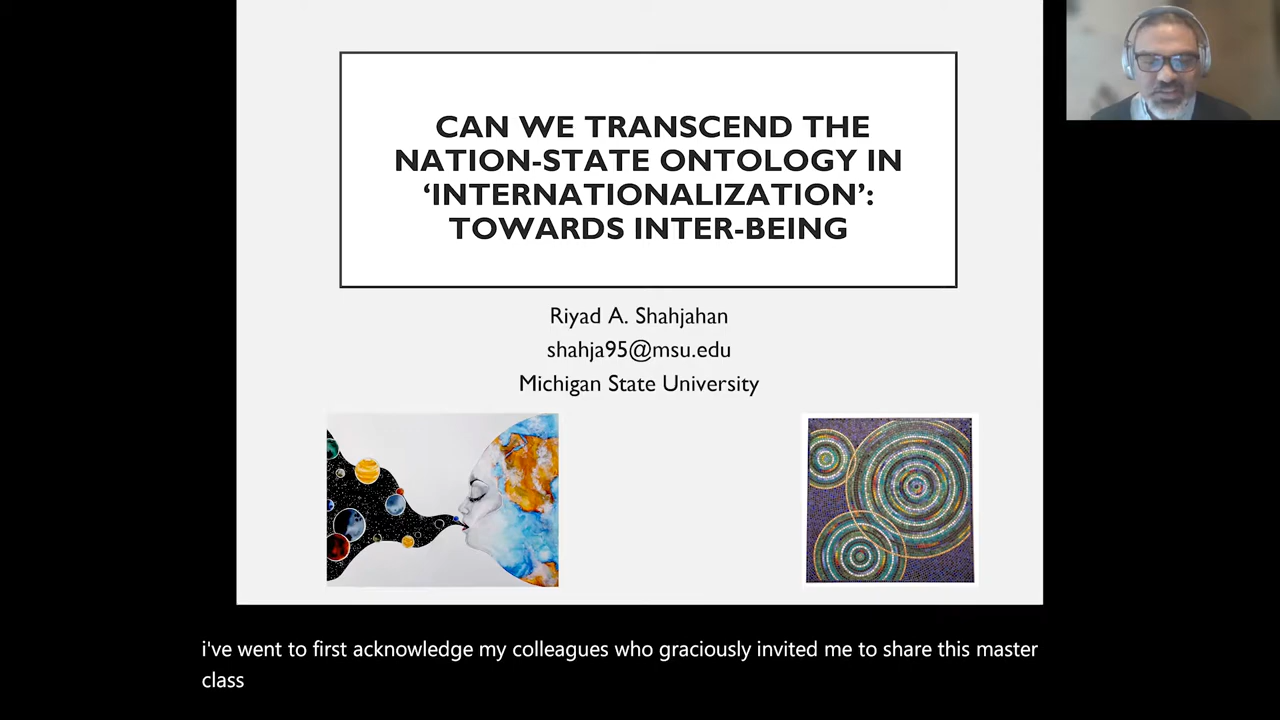 CAN WE TRANSCEND THE
NATION-STATE ONTOLOGY IN
‘INTERNATIONALIZATION’:
TOWARDS INTER-BEING
Riyad A. Shahjahan
shahja95@msu.edu
Michigan State University
i've went to first acknowledge my colleagues who graciously invited me to share this master
class